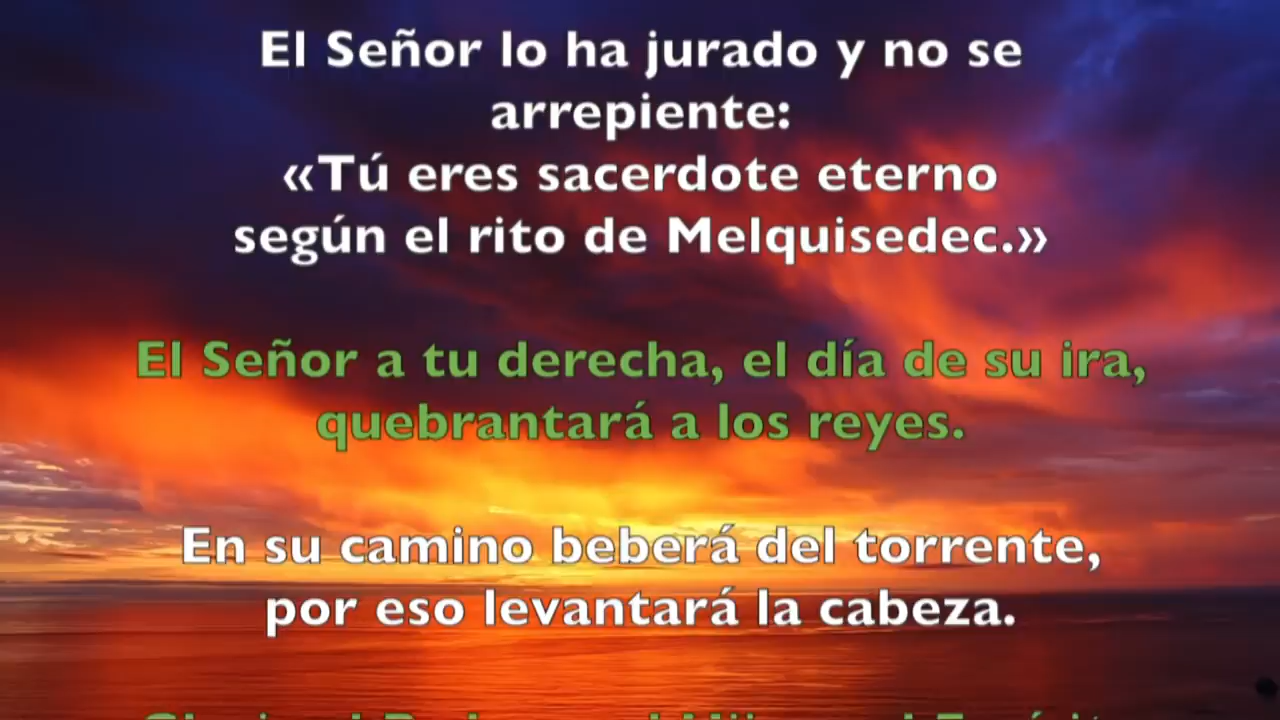 El Señor lo ha jurado y no se
arrepiente:
«Tú eres sacerdote eterno
según el rito de Melquisedec.»
El Señor a tu derecha, el día de su ira,
quebrantará a los reyes.
En su camino beberá del torrente,
por eso levantará la cabeza.